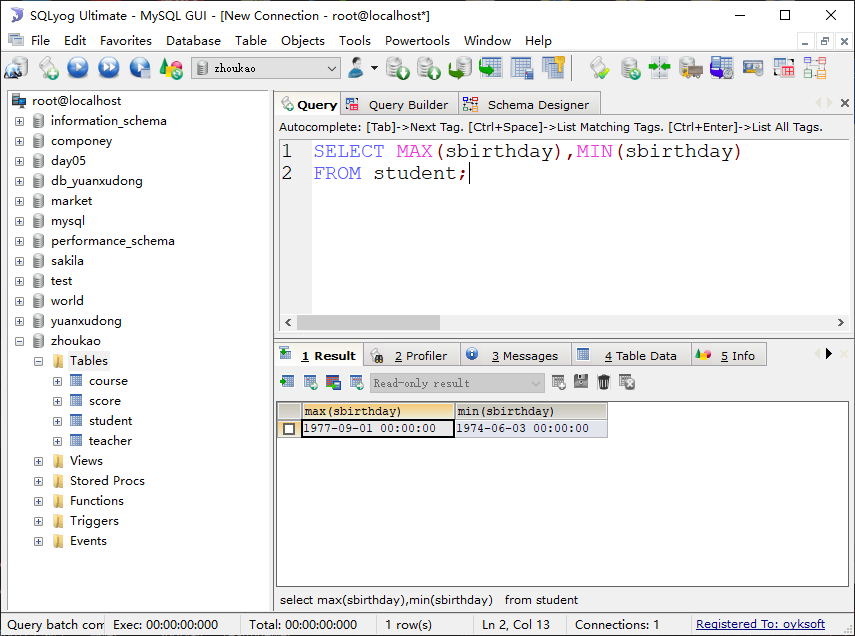 SQLyog Ultimate - MySQL GUI - [New Connection - root@localhost*]
File Edit Favorites Database Table Objects Tools Powertools Window Help
zhoukao
root@localhost
information_schema
componey
day05
db_yuanxudong
market
mysql
performance_schema
sakila
test
world
yuanxudong
zhoukao
Tables
course
score
student
teacher
Views
Stored Procs
Functions
Triggers
Events
Query Query Builder Schema Designer
Autocomplete: [Tab]->Next Tag. [Ctrl+Space]->List Matching Tags. [Ctrl+Enter]->List All Tags.
1 SELECT MAX(sbirthday),MIN(sbirthday)
2 FROM student;
1 Result 2 Profiler 3 Messages 4 Table Data 5 Info
Read-only result
max(sbirthday) min(sbirthday)
1977-09-01 00:00:00 1974-06-03 00:00:00
select max(sbirthday),min(sbirthday) from student
Query batch com Exec: 00:00:00:000 Total: 00:00:00:000 1 row(s) Ln 2, Col 13 Connections: 1 Registered To: oyksoft